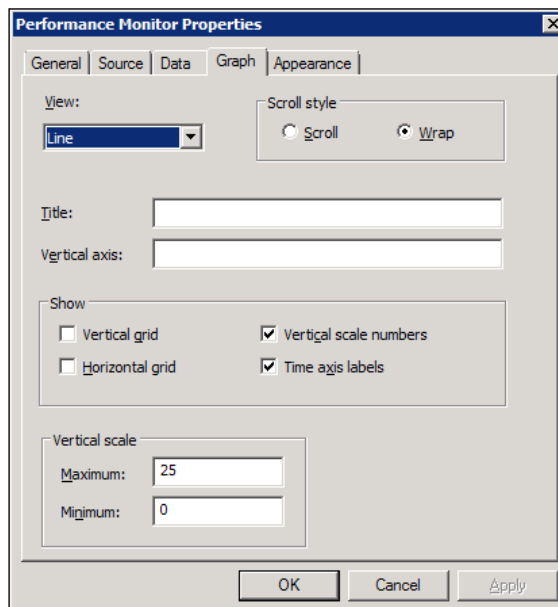 Performance Monitor Properties
General Source Data Graph Appearance
View:
Line
Scroll style
Scroll Wrap
Title:
Vertical axis:
Show
Vertical grid Vertical scale numbers
Horizontal grid Time axis labels
Vertical scale
Maximum: 25
Minimum: 0
OK Cancel Apply